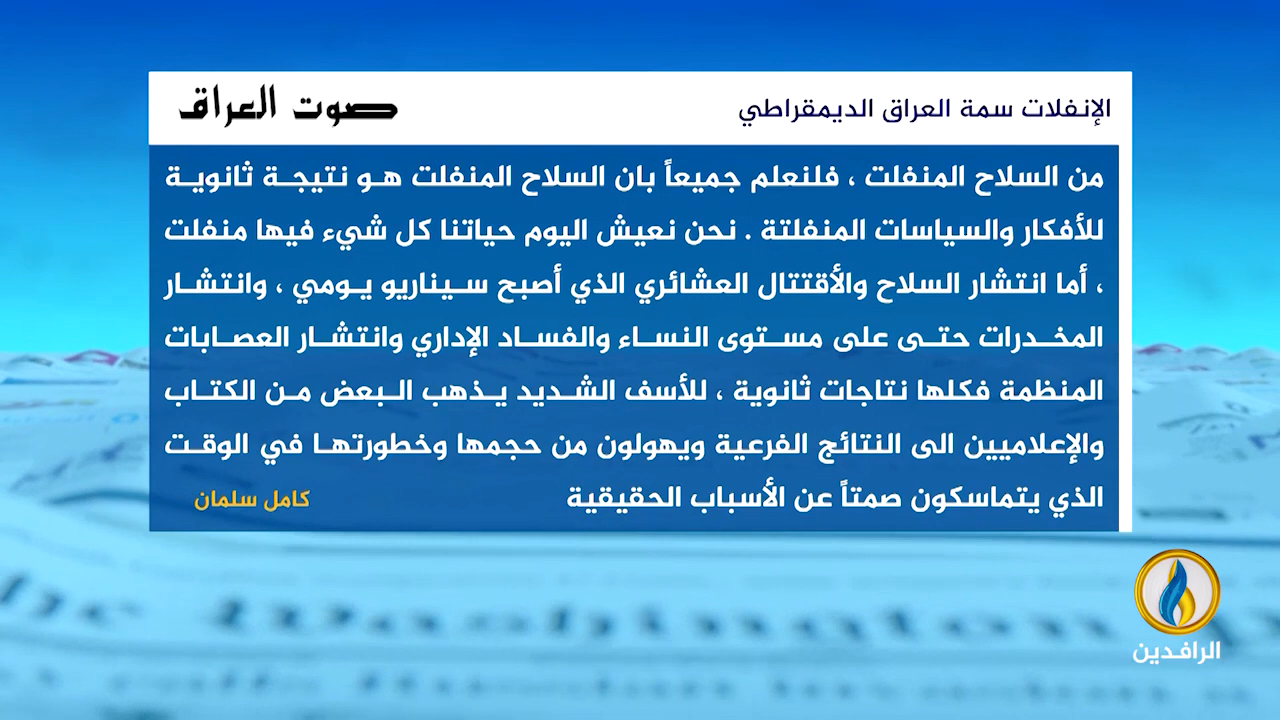 الإنفلات سمة العراق الديمقراطي
صوت العراق
من السلاح المنفلت ، فلنعلم جميعاً بان السلاح المنفلت هو نتيجة ثانوية
للأفكار والسياسات المنفلتة . نحن نعيش اليوم حياتنا كل شيء فيها منفلت
، أما انتشار السلاح والأقتتال العشائري الذي أصبح سيناريو يومي ، وانتشار
المخدرات حتى على مستوى النساء والفساد الإداري وانتشار العصابات
المنظمة فكلها نتاجات ثانوية ، للأسف الشديد يذهب البعض من الكتاب
والإعلاميين الى النتائج الفرعية ويهولون من حجمها وخطورتها في الوقت
الذي يتماسكون صمتاً عن الأسباب الحقيقية
كامل سلمان
الرافدين